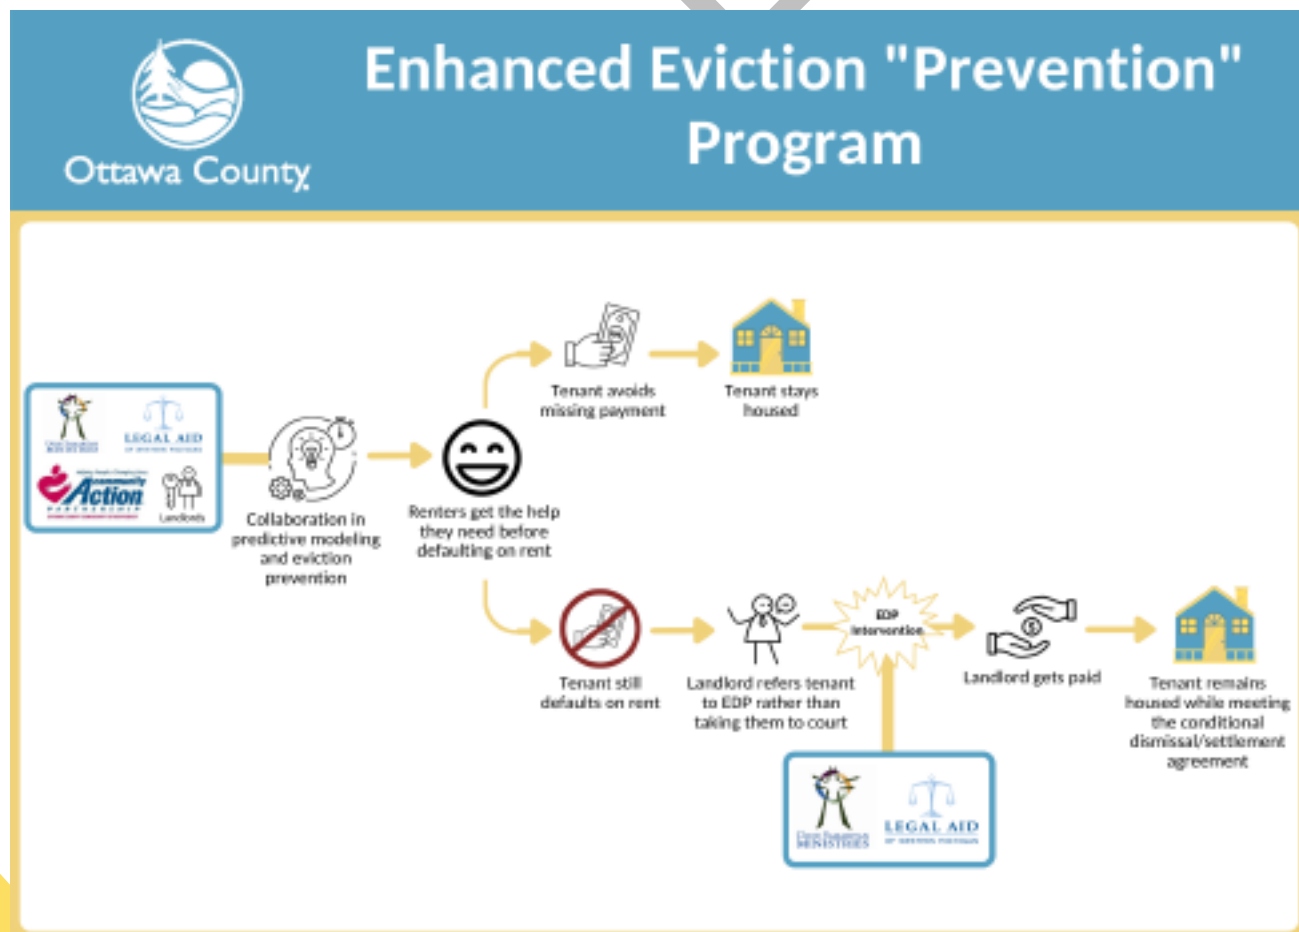 Enhanced Eviction "Prevention"
Program
Ottawa County
Tenant avoids
missing payment
Tenant stays
housed
LEGAL AID
Community
Action
PARTNERSHIP
Landlords
Collaboration in
predictive modeling
and eviction
prevention
Renters get the help
they need before
defaulting on rent
Tenant still
defaults on rent
Landlord refers tenant
to EDP rather than
taking them to court
EDP
Intervention
Landlord gets paid
Tenant remains
housed while meeting
the conditional
dismissal/settlement
agreement
MINISTRIES
LEGAL AID